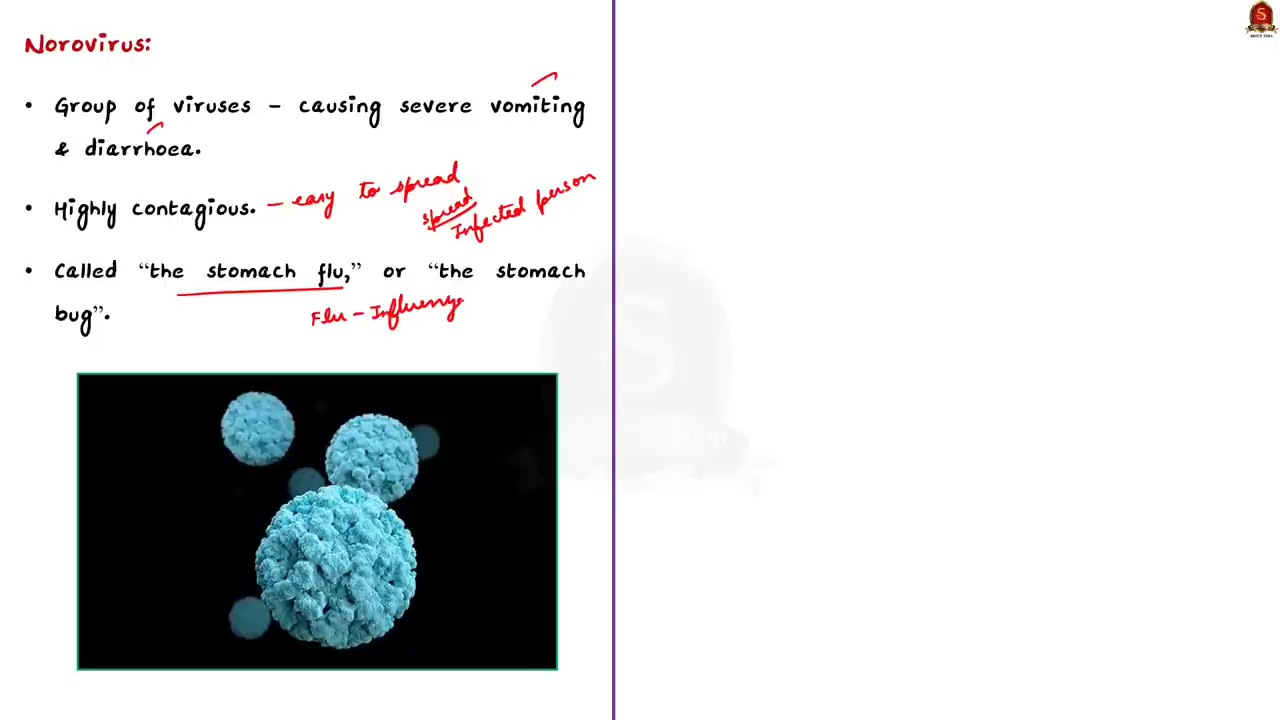 Norovirus:
• Group of viruses – causing severe vomiting
& diarrhoea.
• Highly contagious. – easy to spread
spread
Infected person
• Called “the stomach flu,” or “the stomach
bug”.
Flu – Influenza
S